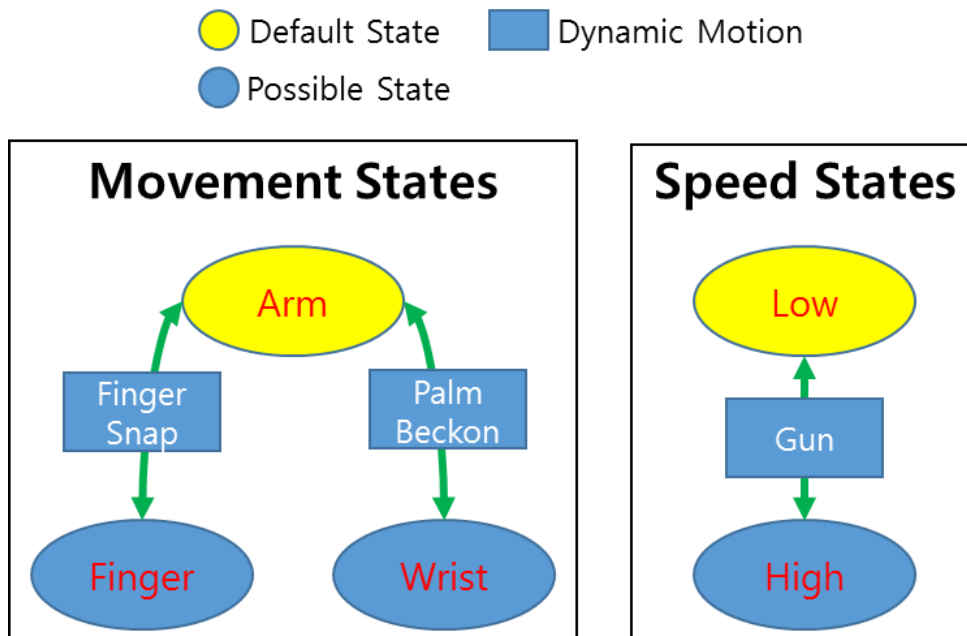 Default State
Dynamic Motion
Possible State
Movement States
Arm
Finger
Snap
Palm
Beckon
Finger
Wrist
Speed States
Low
Gun
High